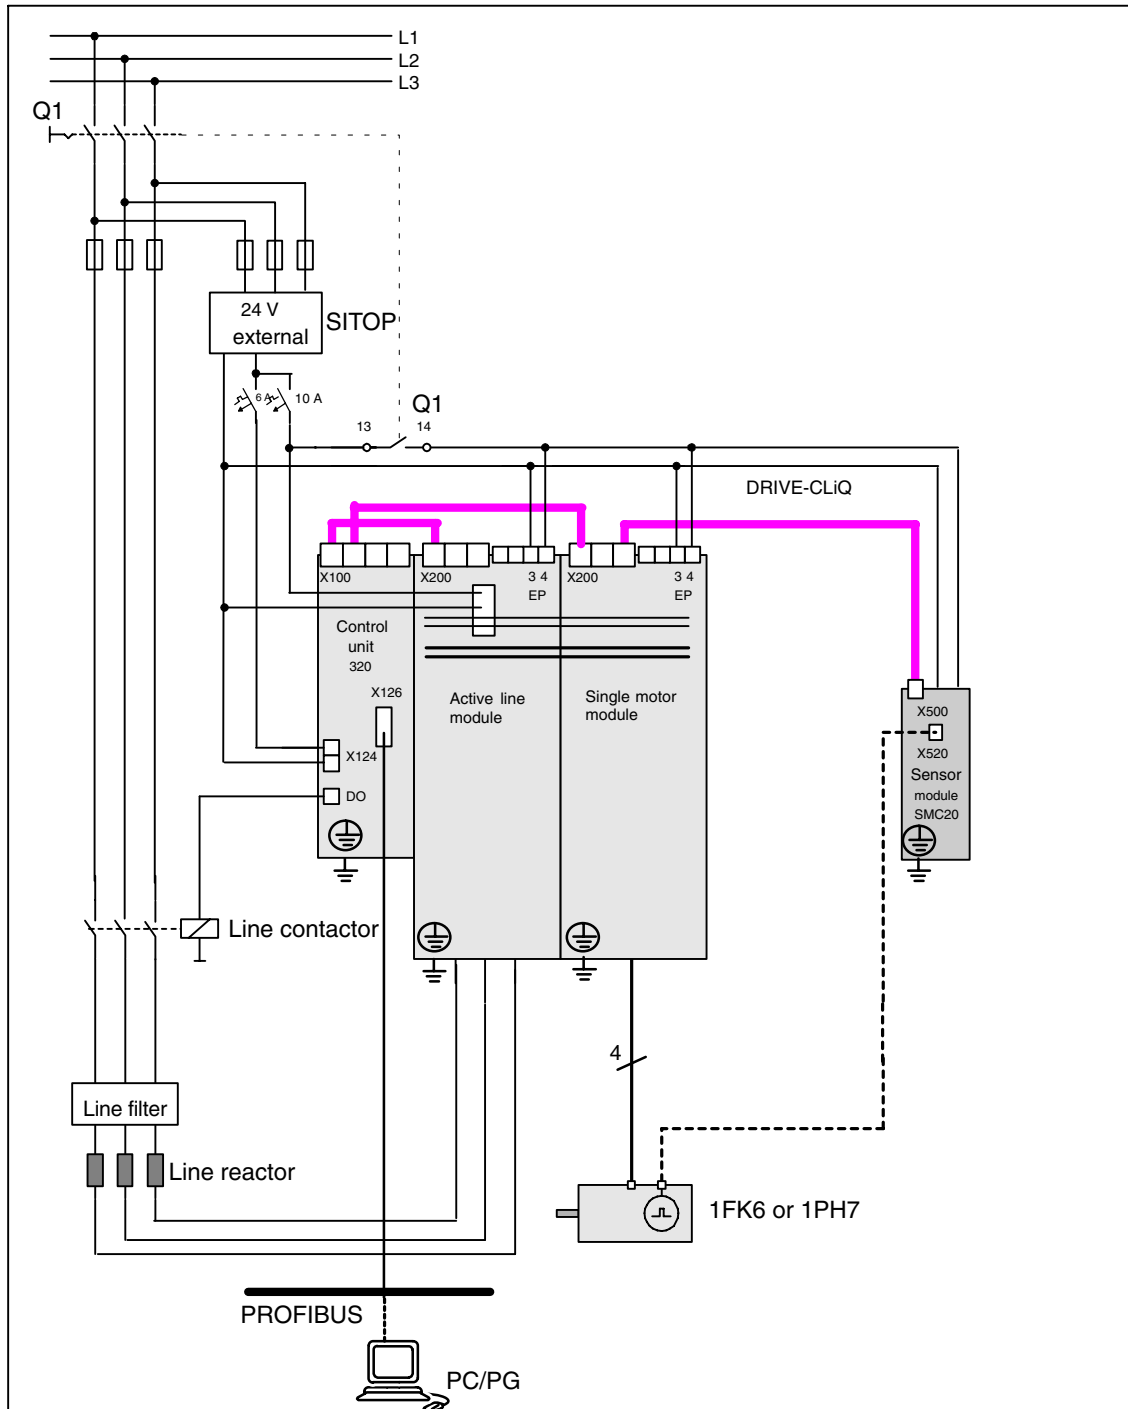 L1
L2
L3
Q1
24 V
external
SITOP
6 A
10 A
Q1
13
14
DRIVE-CLiQ
X100
X200
3 4
EP
X200
3 4
EP
Control
unit
320
X126
Active line
module
Single motor
module
X500
X520
Sensor
module
SMC20
X124
DO
Line contactor
4
Line filter
Line reactor
1FK6 or 1PH7
PROFIBUS
PC/PG